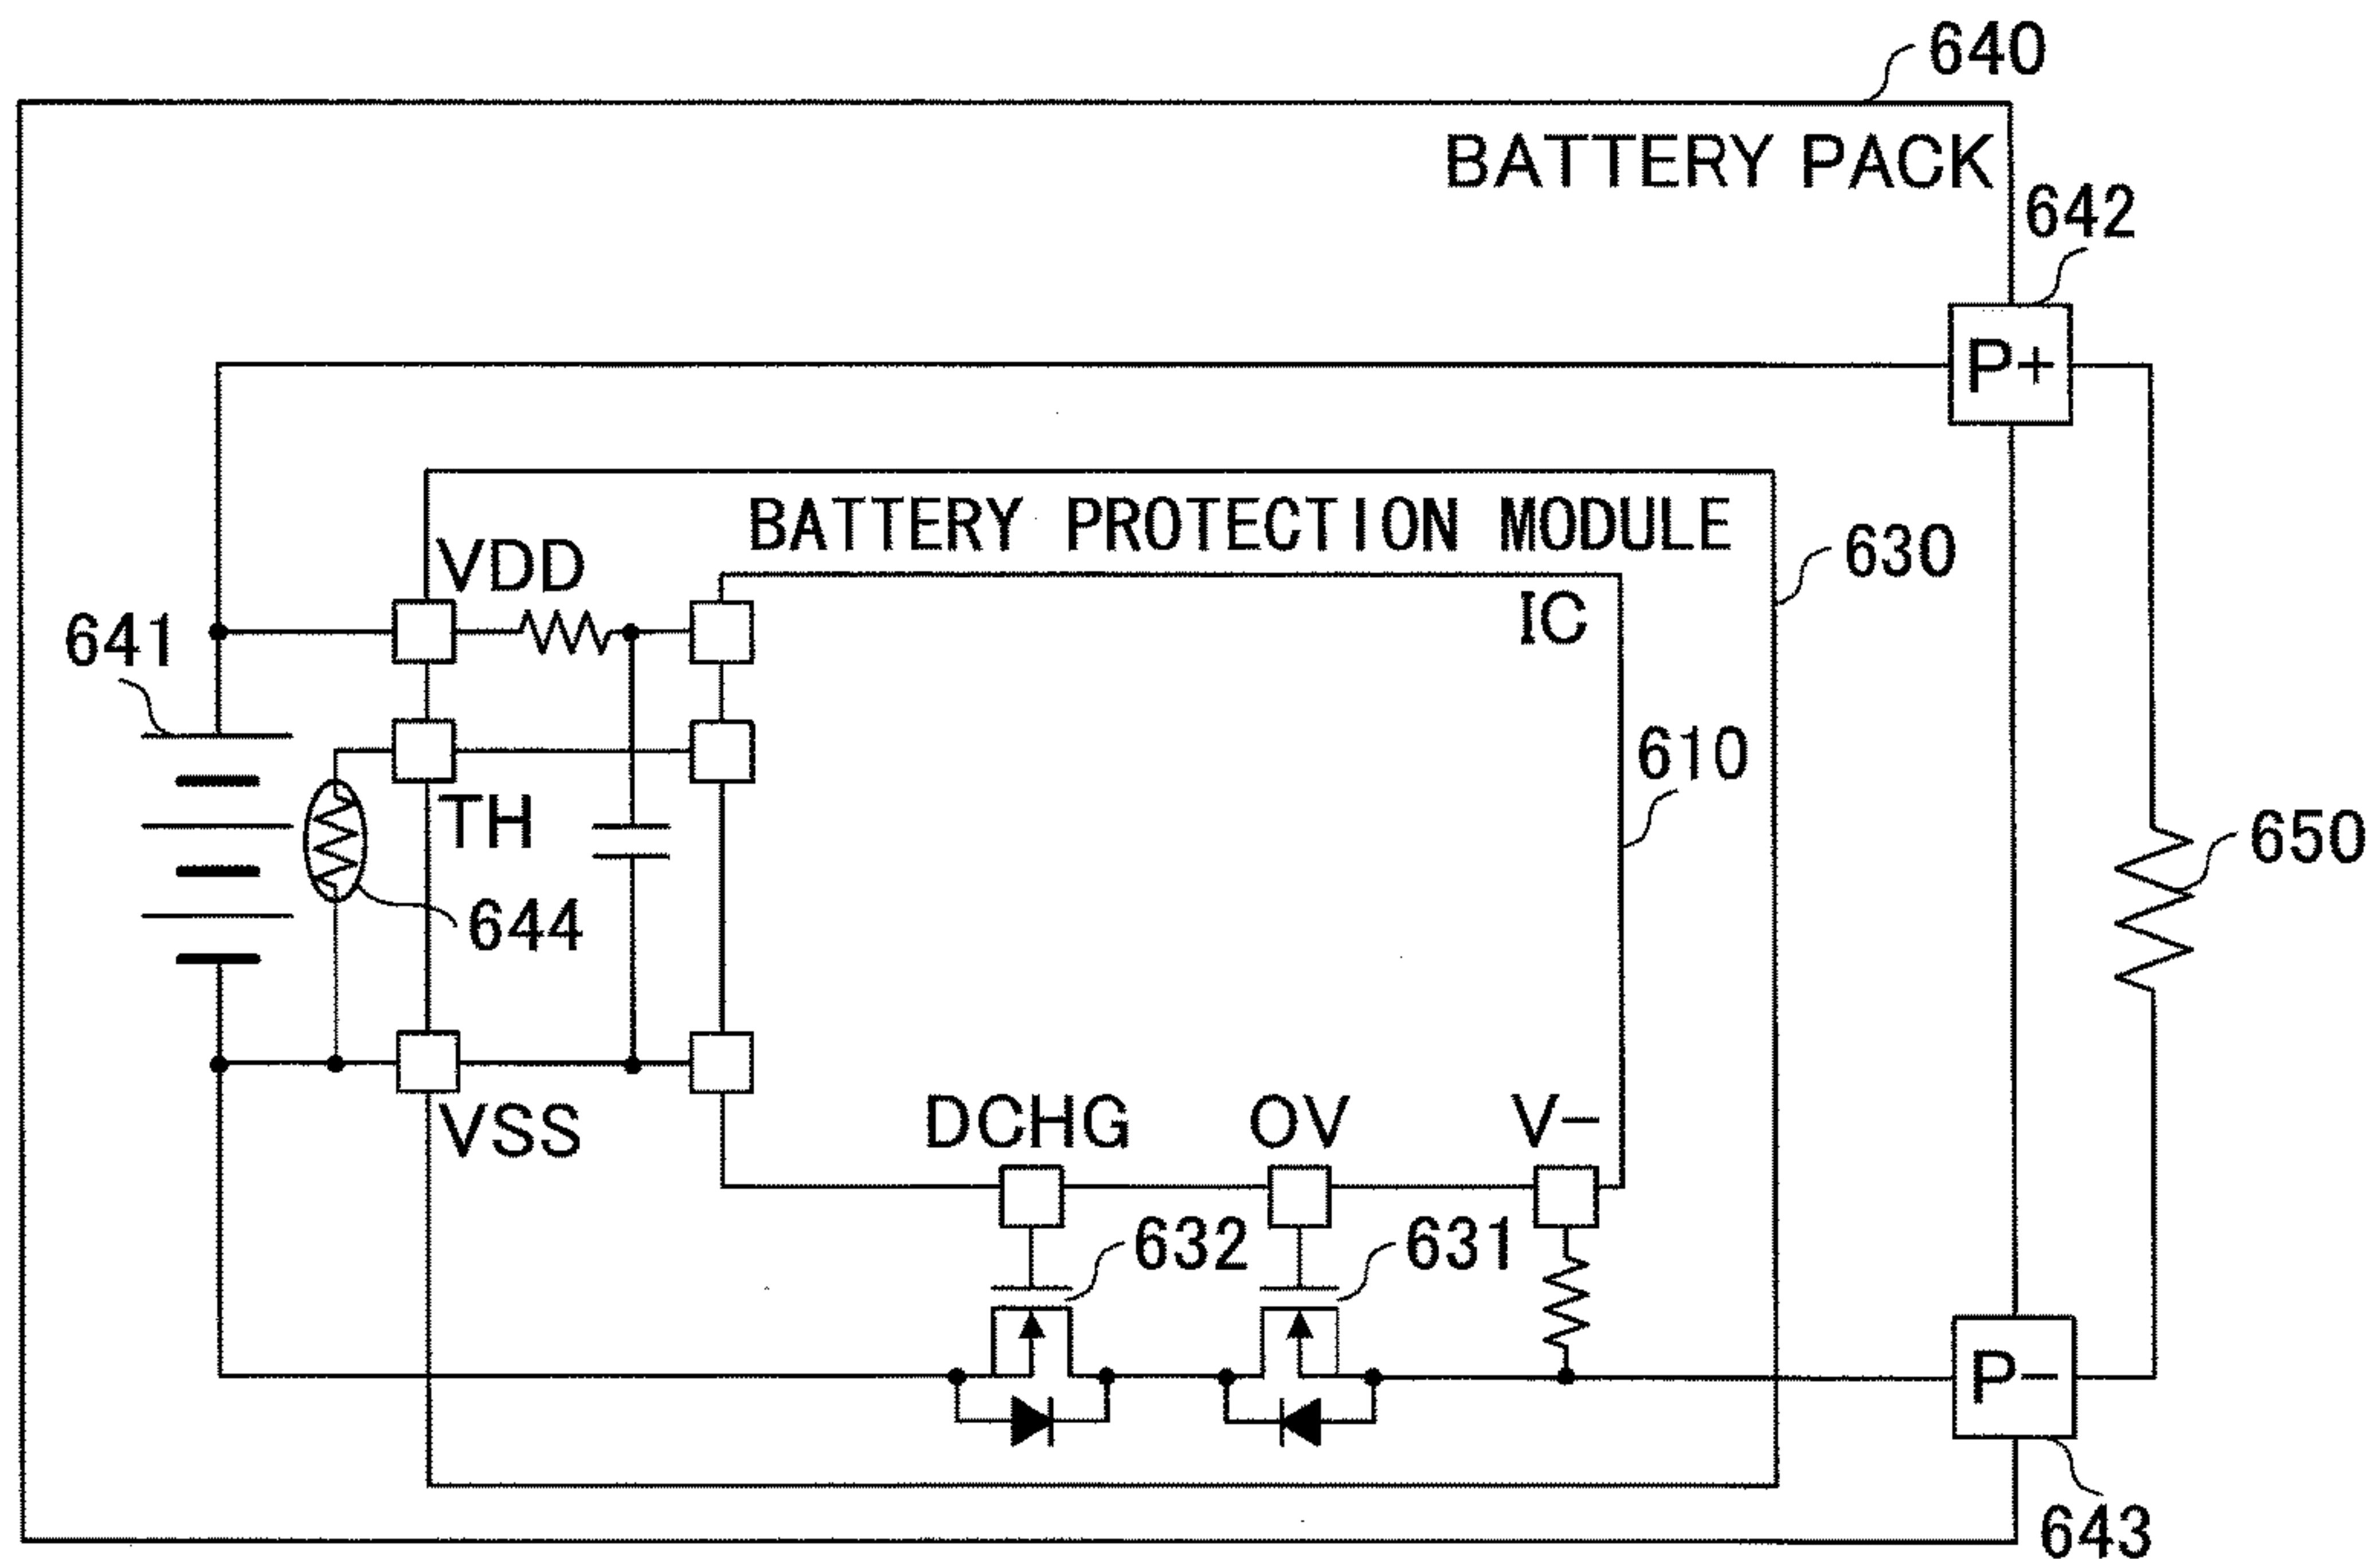 640
BATTERY PACK
642
P+
BATTERY PROTECTION MODULE
630
VDD
IC
641
610
TH
650
644
DCHG OV V-
VSS
632
631
P-
643